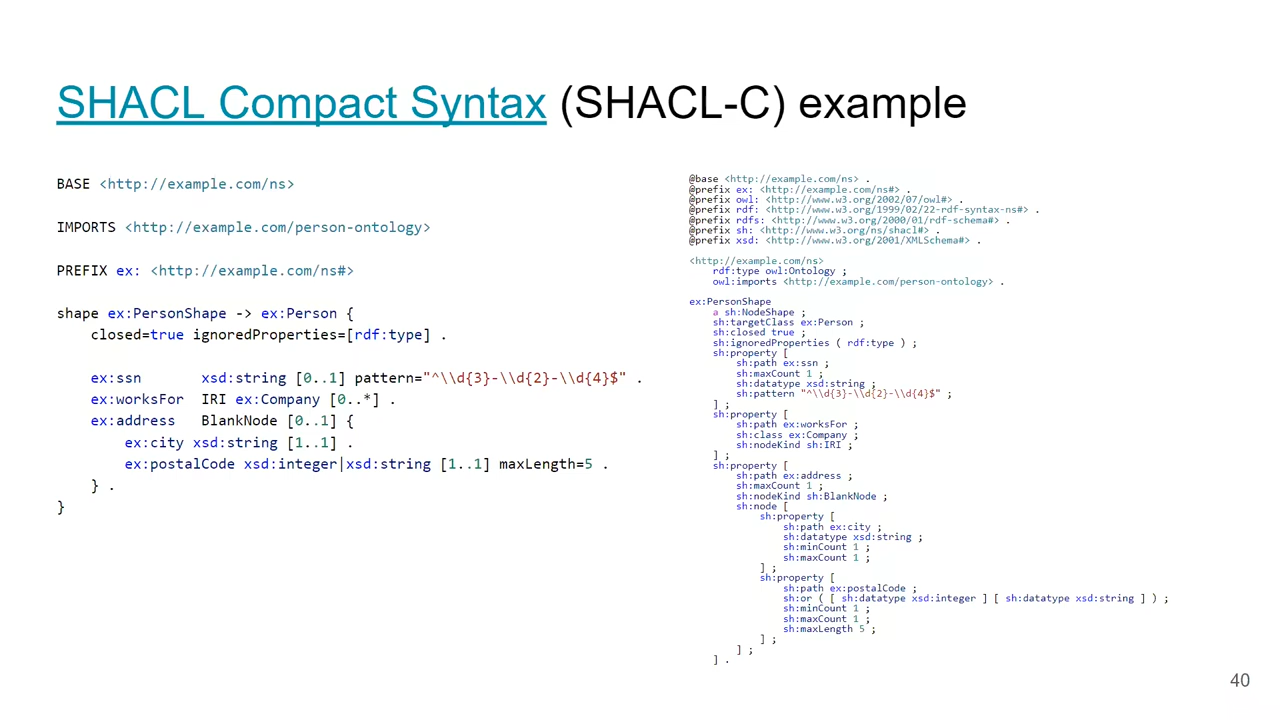 SHACL Compact Syntax (SHACL-C) example
BASE <http://example.com/ns>
IMPORTS <http://example.com/person-ontology>
PREFIX ex: <http://example.com/ns#>
shape ex:PersonShape -> ex:Person {
    closed=true ignoredProperties=[rdf:type] .
    ex:ssn       xsd:string [0..1] pattern="^\\d{3}-\\d{2}-\\d{4}$" .
    ex:worksFor  IRI ex:Company [0..*] .
    ex:address   BlankNode [0..1] {
        ex:city xsd:string [1..1] .
        ex:postalCode xsd:integer|xsd:string [1..1] maxLength=5 .
    } .
}
@base <http://example.com/ns> .
@prefix ex: <http://example.com/ns#> .
@prefix owl: <http://www.w3.org/2002/07/owl#> .
@prefix rdf: <http://www.w3.org/1999/02/22-rdf-syntax-ns#> .
@prefix rdfs: <http://www.w3.org/2000/01/rdf-schema#> .
@prefix sh: <http://www.w3.org/ns/shacl#> .
@prefix xsd: <http://www.w3.org/2001/XMLSchema#> .
<http://example.com/ns>
    rdf:type owl:Ontology ;
    owl:imports <http://example.com/person-ontology> .
ex:PersonShape
    a sh:NodeShape ;
    sh:targetClass ex:Person ;
    sh:closed true ;
    sh:ignoredProperties ( rdf:type ) ;
    sh:property [
        sh:path ex:ssn ;
        sh:maxCount 1 ;
        sh:datatype xsd:string ;
        sh:pattern "^\\d{3}-\\d{2}-\\d{4}$" ;
    ] ;
    sh:property [
        sh:path ex:worksFor ;
        sh:class ex:Company ;
        sh:nodeKind sh:IRI ;
    ] ;
    sh:property [
        sh:path ex:address ;
        sh:maxCount 1 ;
        sh:nodeKind sh:BlankNode ;
        sh:node [
            sh:property [
                sh:path ex:city ;
                sh:datatype xsd:string ;
                sh:minCount 1 ;
                sh:maxCount 1 ;
            ] ;
            sh:property [
                sh:path ex:postalCode ;
                sh:or ( [ sh:datatype xsd:integer ] [ sh:datatype xsd:string ] ) ;
                sh:minCount 1 ;
                sh:maxCount 1 ;
                sh:maxLength 5 ;
            ] ;
        ] ;
    ] .
40